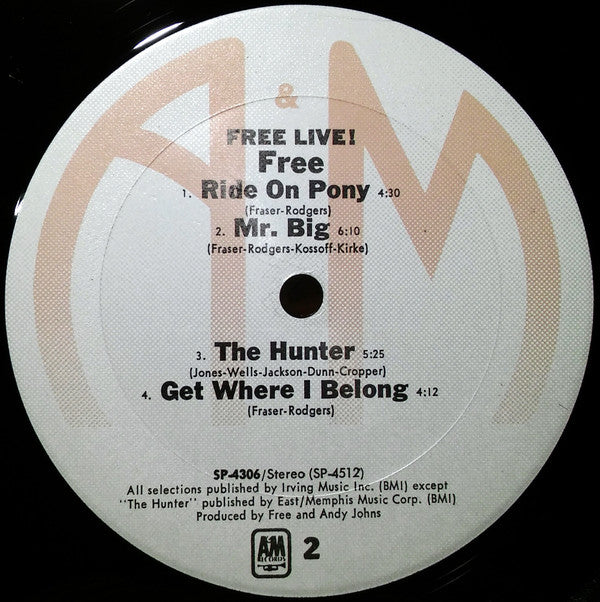 A & M
FREE LIVE!
Free
1. Ride On Pony 4:30
(Fraser-Rodgers)
2. Mr. Big 6:10
(Fraser-Rodgers-Kossoff-Kirke)
3. The Hunter 5:25
(Jones-Wells-Jackson-Dunn-Cropper)
4. Get Where I Belong 4:12
(Fraser-Rodgers)
SP-4306/Stereo (SP-4512)
All selections published by Irving Music Inc. (BMI) except
"The Hunter" published by East/Memphis Music Corp. (BMI)
Produced by Free and Andy Johns
A&M RECORDS 2